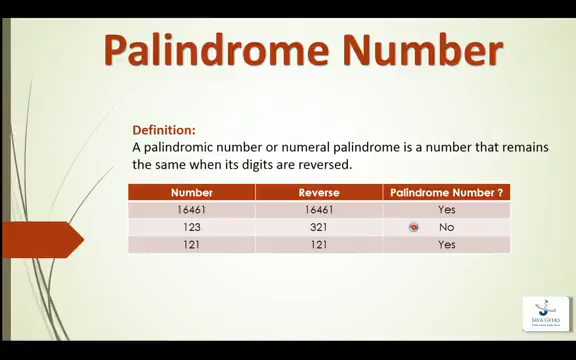 Palindrome Number
Definition:
A palindromic number or numeral palindrome is a number that remains
the same when its digits are reversed.
Number Reverse Palindrome Number ?
16461 16461 Yes
123 321 No
121 121 Yes
JAVA GEEKS